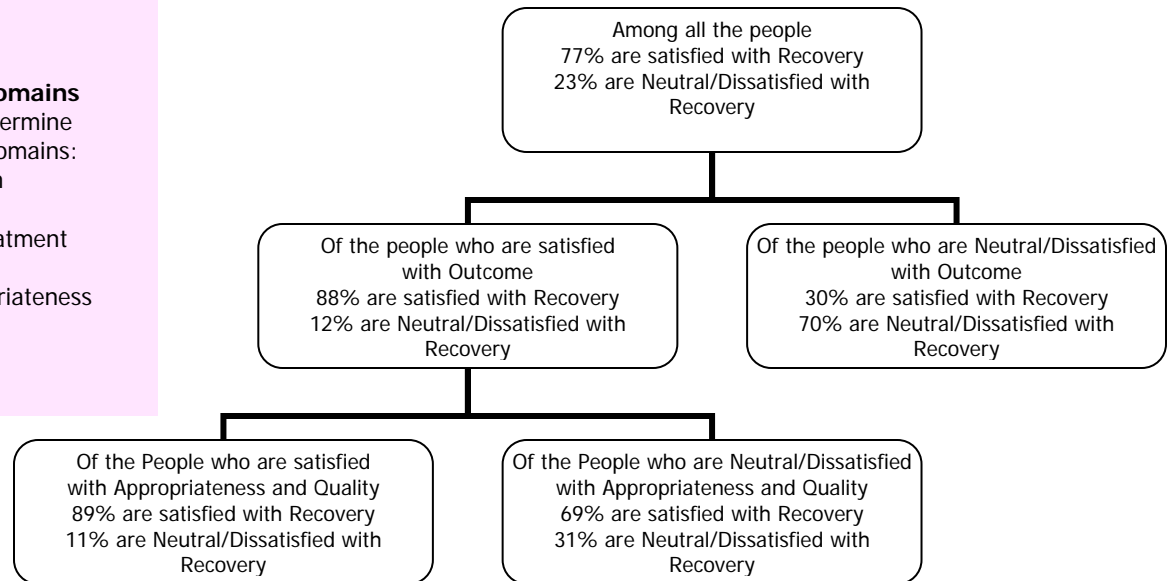 omains
ermine
omains:
n
atment
riateness
Among all the people
77% are satisfied with Recovery
23% are Neutral/Dissatisfied with
Recovery
Of the people who are satisfied
with Outcome
88% are satisfied with Recovery
12% are Neutral/Dissatisfied with
Recovery
Of the people who are Neutral/Dissatisfied
with Outcome
30% are satisfied with Recovery
70% are Neutral/Dissatisfied with
Recovery
Of the People who are satisfied
with Appropriateness and Quality
89% are satisfied with Recovery
11% are Neutral/Dissatisfied with
Recovery
Of the People who are Neutral/Dissatisfied
with Appropriateness and Quality
69% are satisfied with Recovery
31% are Neutral/Dissatisfied with
Recovery